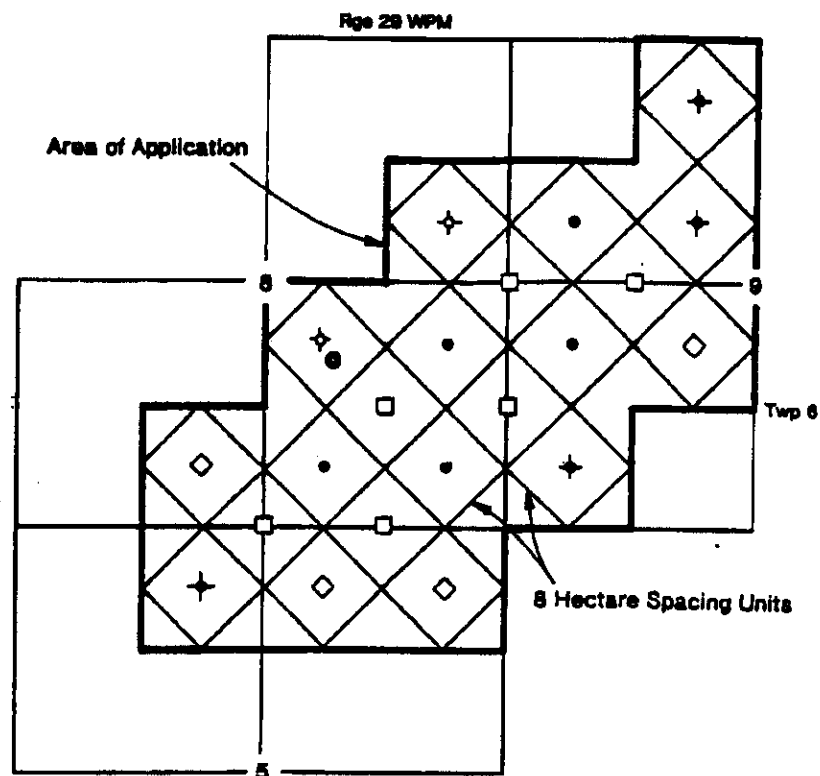 Rge 29 WPM
Area of Application
8
9
Twp 6
8 Hectare Spacing Units
5